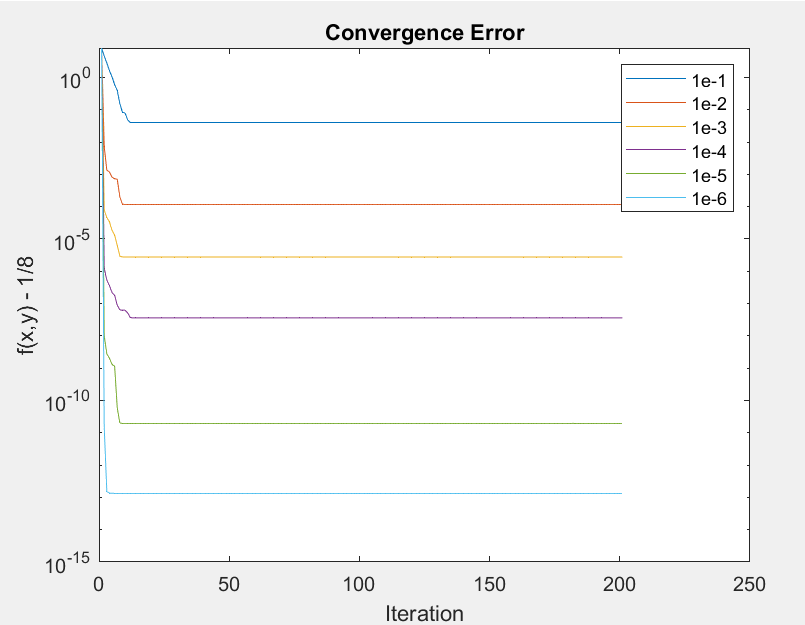 Convergence Error
10^0
10^-5
10^-10
10^-15
f(x,y) - 1/8
0
50
100
150
200
250
Iteration
1e-1
1e-2
1e-3
1e-4
1e-5
1e-6